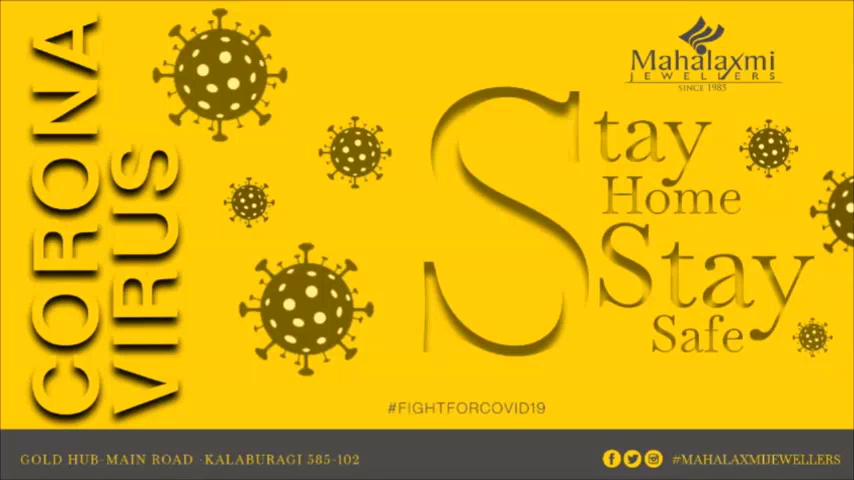 CORONA
VIRUS
Mahalaxmi
JEWELLERS
SINCE 1985
Stay
Home
Stay
Safe
#FIGHTFORCOVID19
GOLD HUB-MAIN ROAD ·KALABURAGI 585-102
#MAHALAXMIJEWELLERS